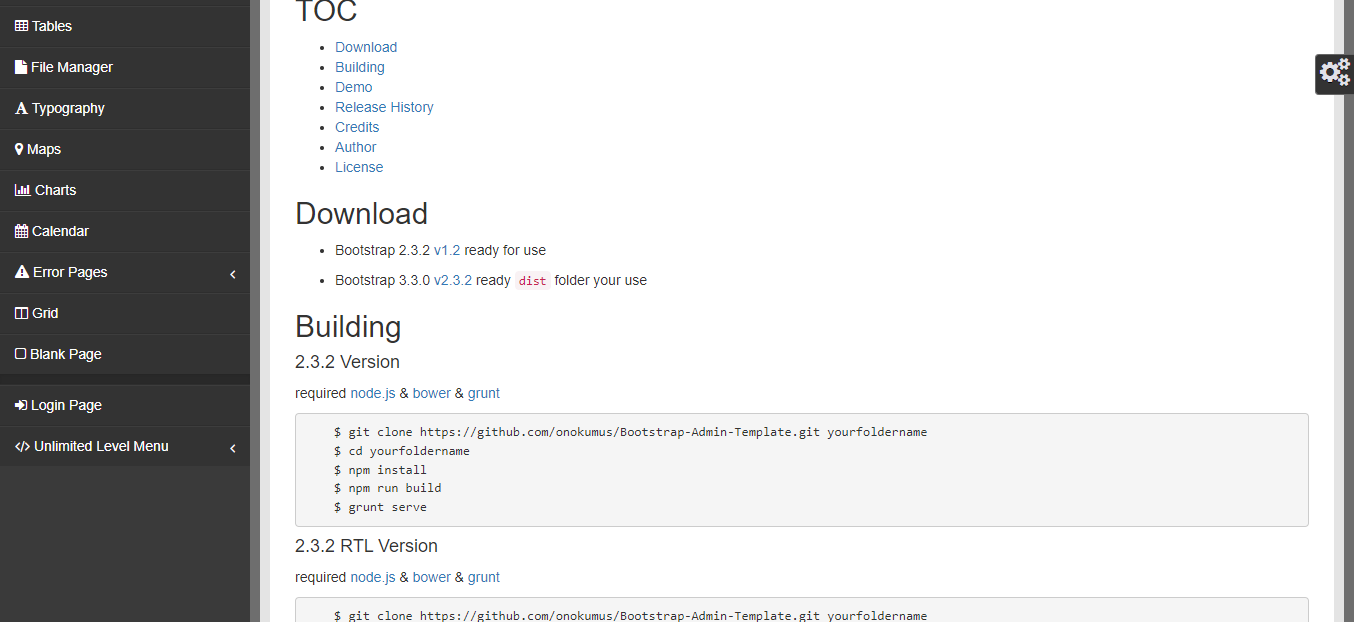 Tables
File Manager
Typography
Maps
Charts
Calendar
Error Pages
Grid
Blank Page
Login Page
Unlimited Level Menu
TOC
Download
Building
Demo
Release History
Credits
Author
License
Download
Bootstrap 2.3.2 v1.2 ready for use
Bootstrap 3.3.0 v2.3.2 ready dist folder your use
Building
2.3.2 Version
required node.js & bower & grunt
$ git clone https://github.com/onokumus/Bootstrap-Admin-Template.git yourfoldername
$ cd yourfoldername
$ npm install
$ npm run build
$ grunt serve
2.3.2 RTL Version
required node.js & bower & grunt
$ git clone https://github.com/onokumus/Bootstrap-Admin-Template.git yourfoldername